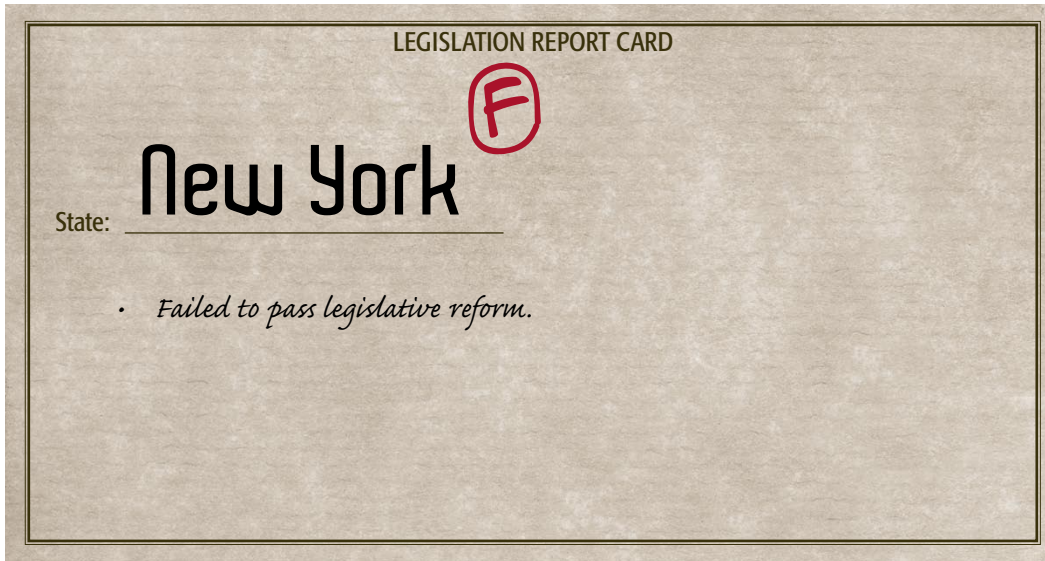 LEGISLATION REPORT CARD
F
State: New York
• Failed to pass legislative reform.